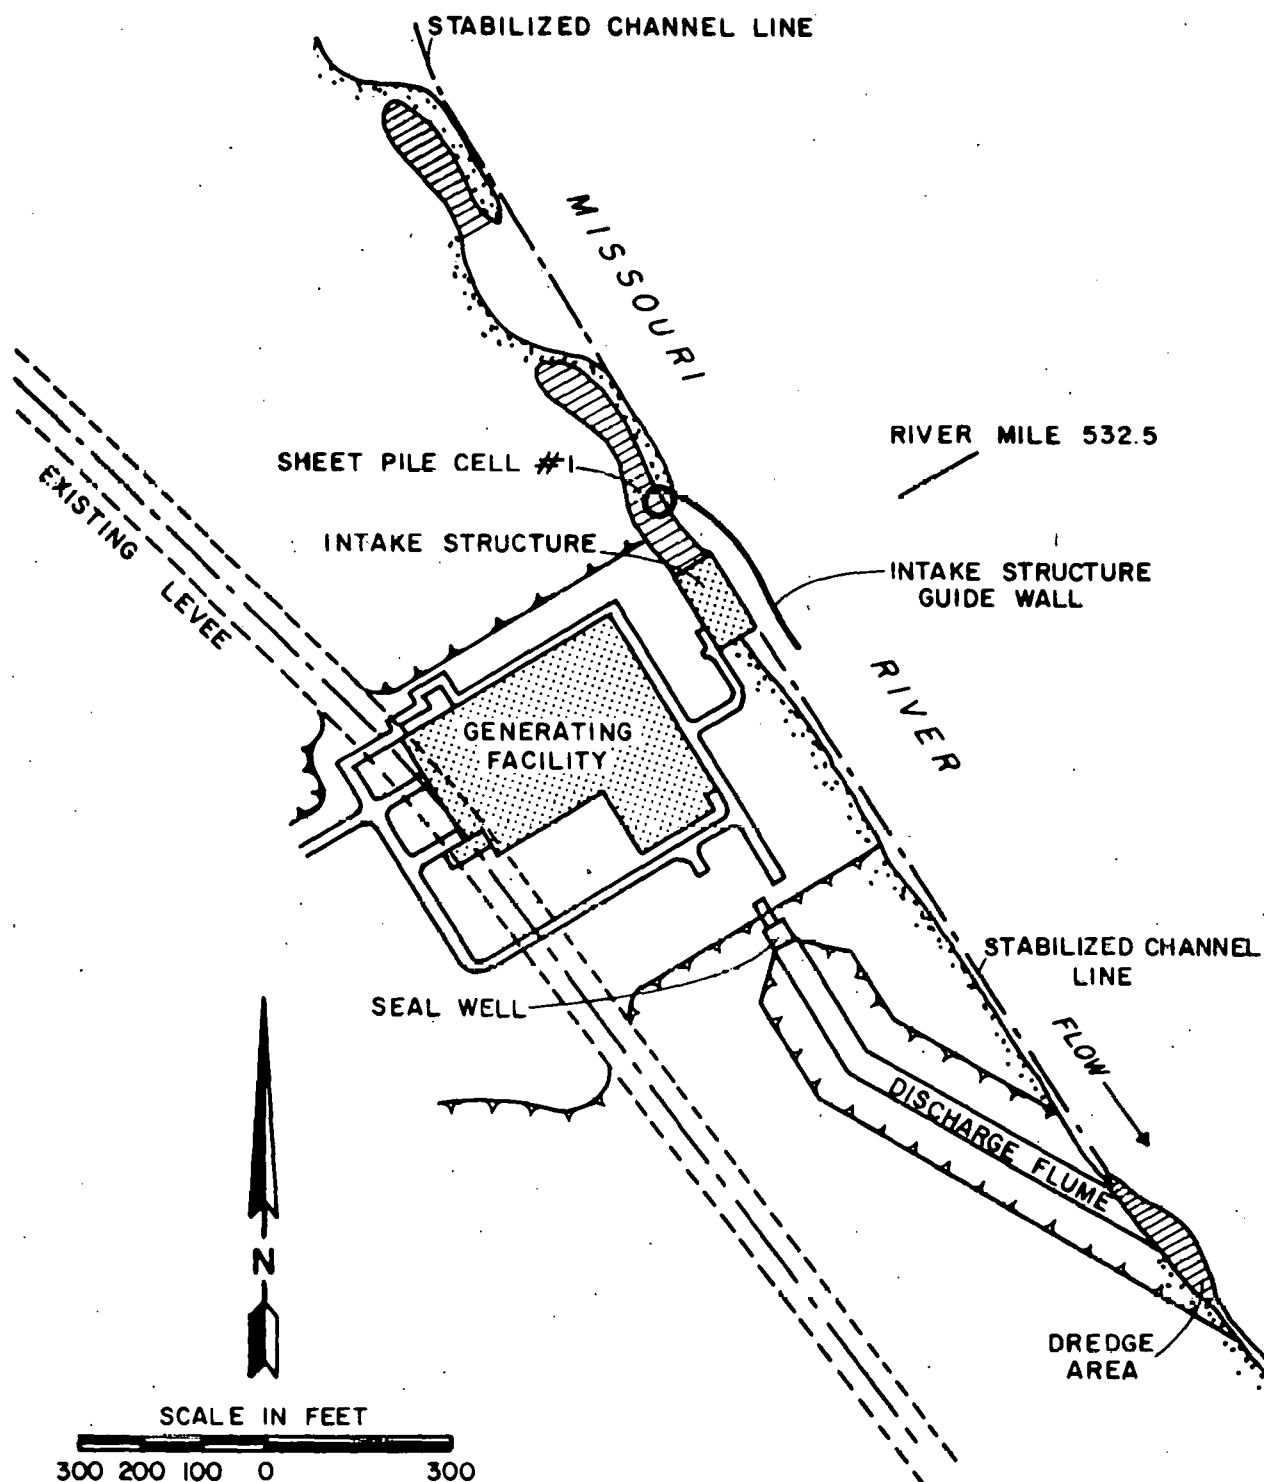 STABILIZED CHANNEL LINE
MISSOURI
RIVER MILE 532.5
SHEET PILE CELL #1
INTAKE STRUCTURE
INTAKE STRUCTURE
GUIDE WALL
EXISTING
LEVEE
RIVER
GENERATING
FACILITY
STABILIZED CHANNEL
LINE
SEAL WELL
FLOW
DISCHARGE FLUME
N
DREDGE
AREA
SCALE IN FEET
300 200 100 0 300